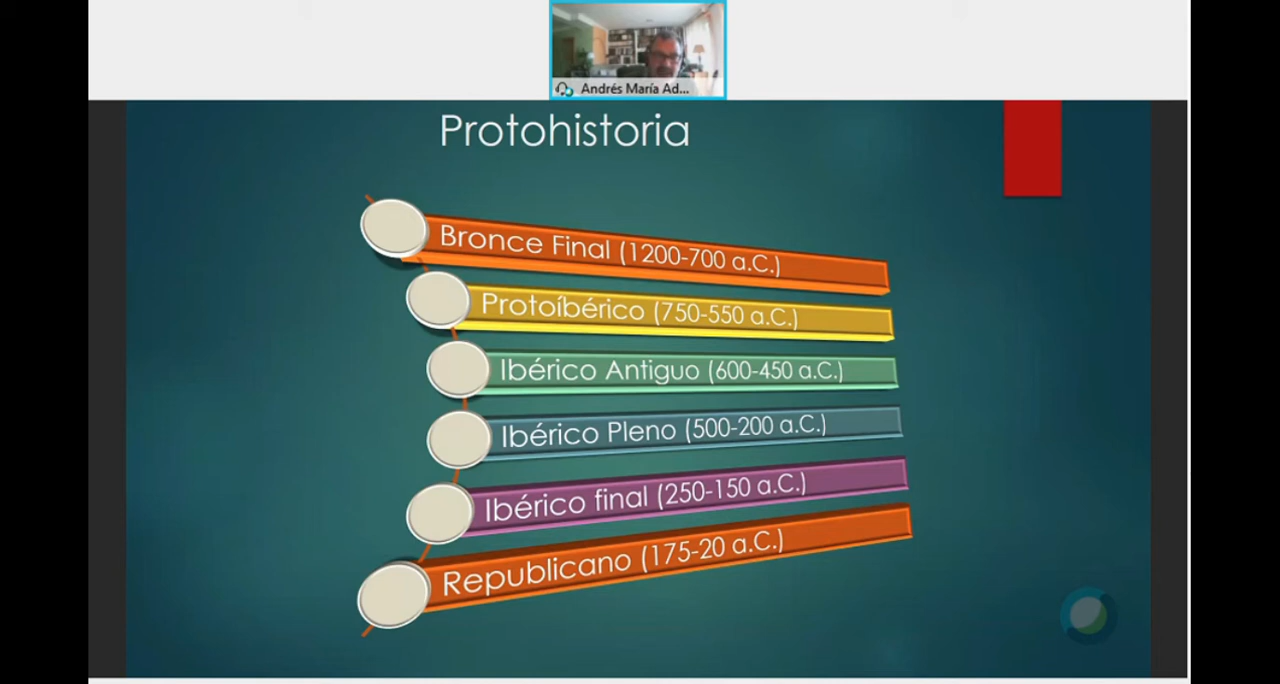 Andrés María Ad...
Protohistoria
Bronce Final (1200-700 a.C.)
Protoíbérico (750-550 a.C.)
Ibérico Antiguo (600-450 a.C.)
Ibérico Pleno (500-200 a.C.)
Ibérico final (250-150 a.C.)
Republicano (175-20 a.C.)